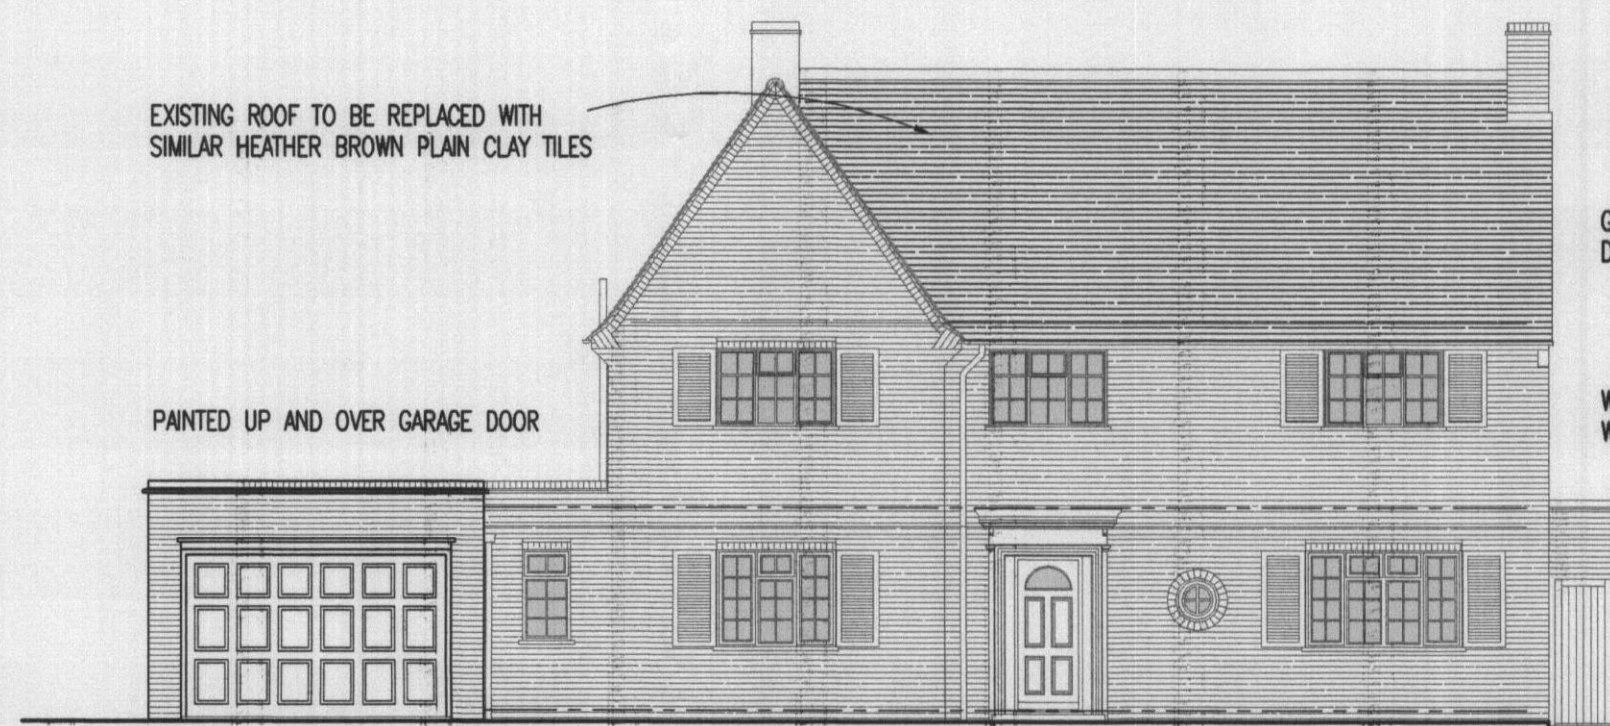 EXISTING ROOF TO BE REPLACED WITH
SIMILAR HEATHER BROWN PLAIN CLAY TILES
PAINTED UP AND OVER GARAGE DOOR